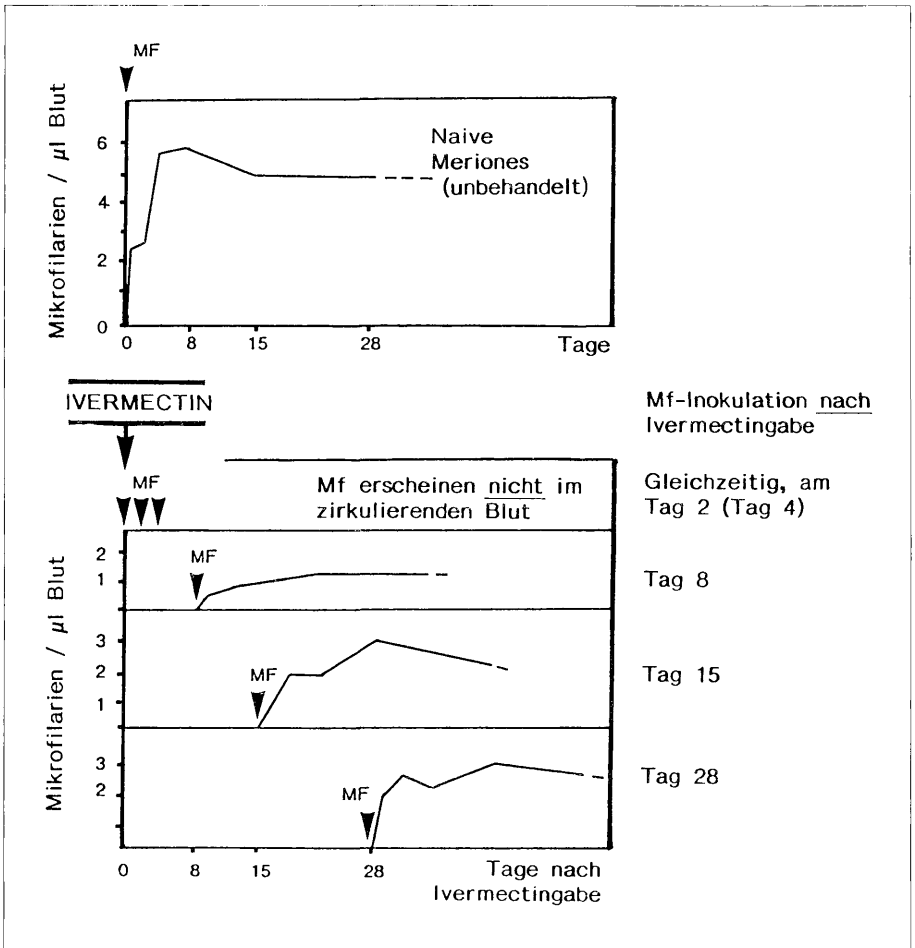 MF
Mikrofilarien / µl Blut
6
4
2
0
Naive
Meriones
(unbehandelt)
0 8 15 28 Tage
IVERMECTIN
Mf-Inokulation nach
Ivermectingabe
MF
Mf erscheinen nicht im
zirkulierenden Blut
Gleichzeitig, am
Tag 2 (Tag 4)
Mikrofilarien / µl Blut
2
1
MF
Tag 8
3
2
1
MF
Tag 15
3
2
MF
Tag 28
0 8 15 28 Tage nach
Ivermectingabe